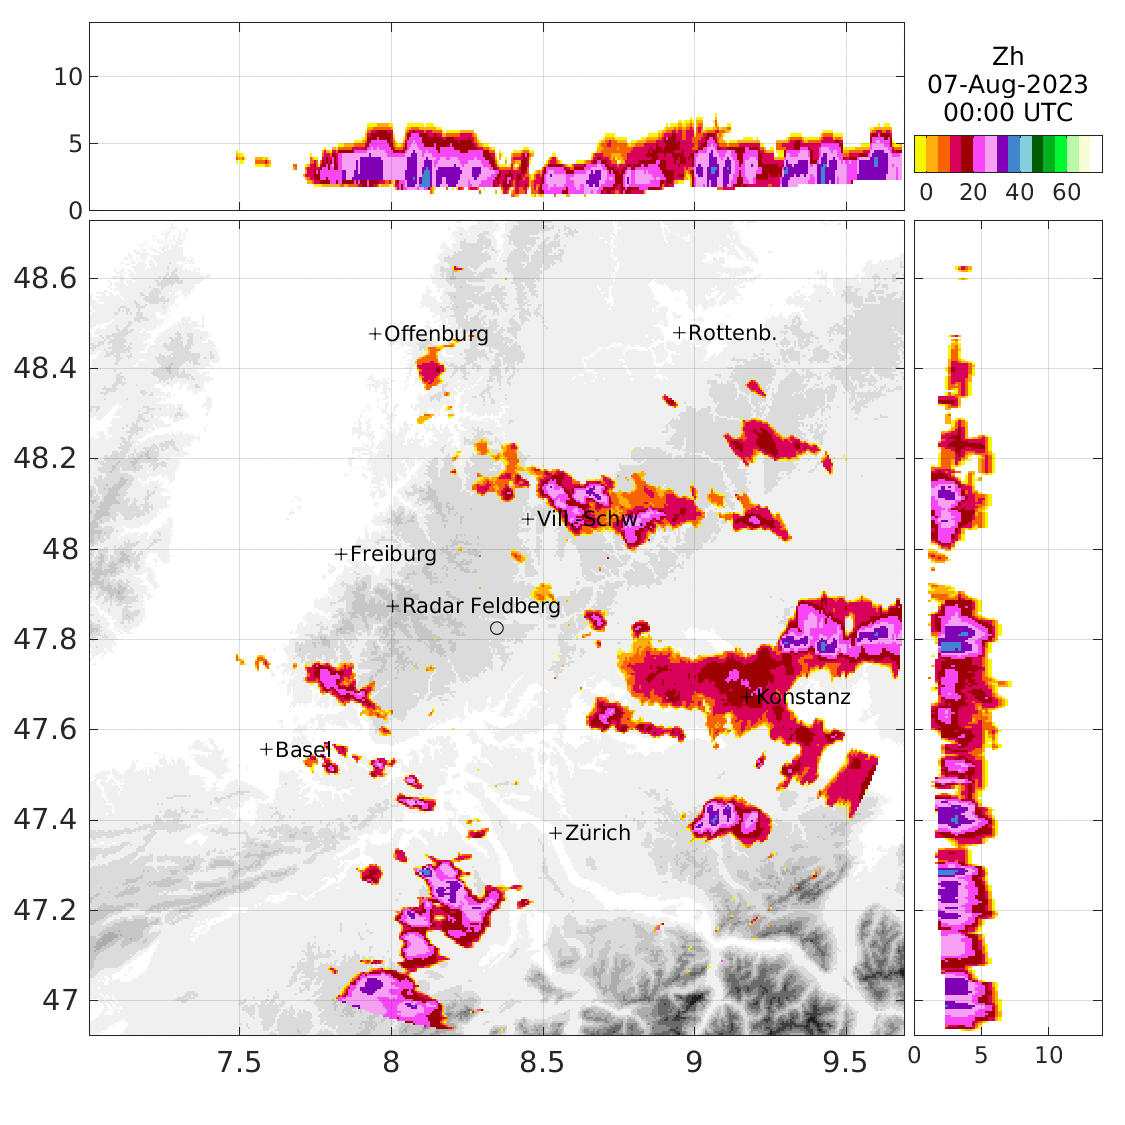 Zh
07-Aug-2023
00:00 UTC
0 20 40 60
10
5
0
48.6
48.4
48.2
48
47.8
47.6
47.4
47.2
47
+Offenburg
+Rottenb.
+Vill.-Schw.
+Freiburg
+Radar Feldberg
+Konstanz
+Basel
+Zürich
7.5 8 8.5 9 9.5
0 5 10